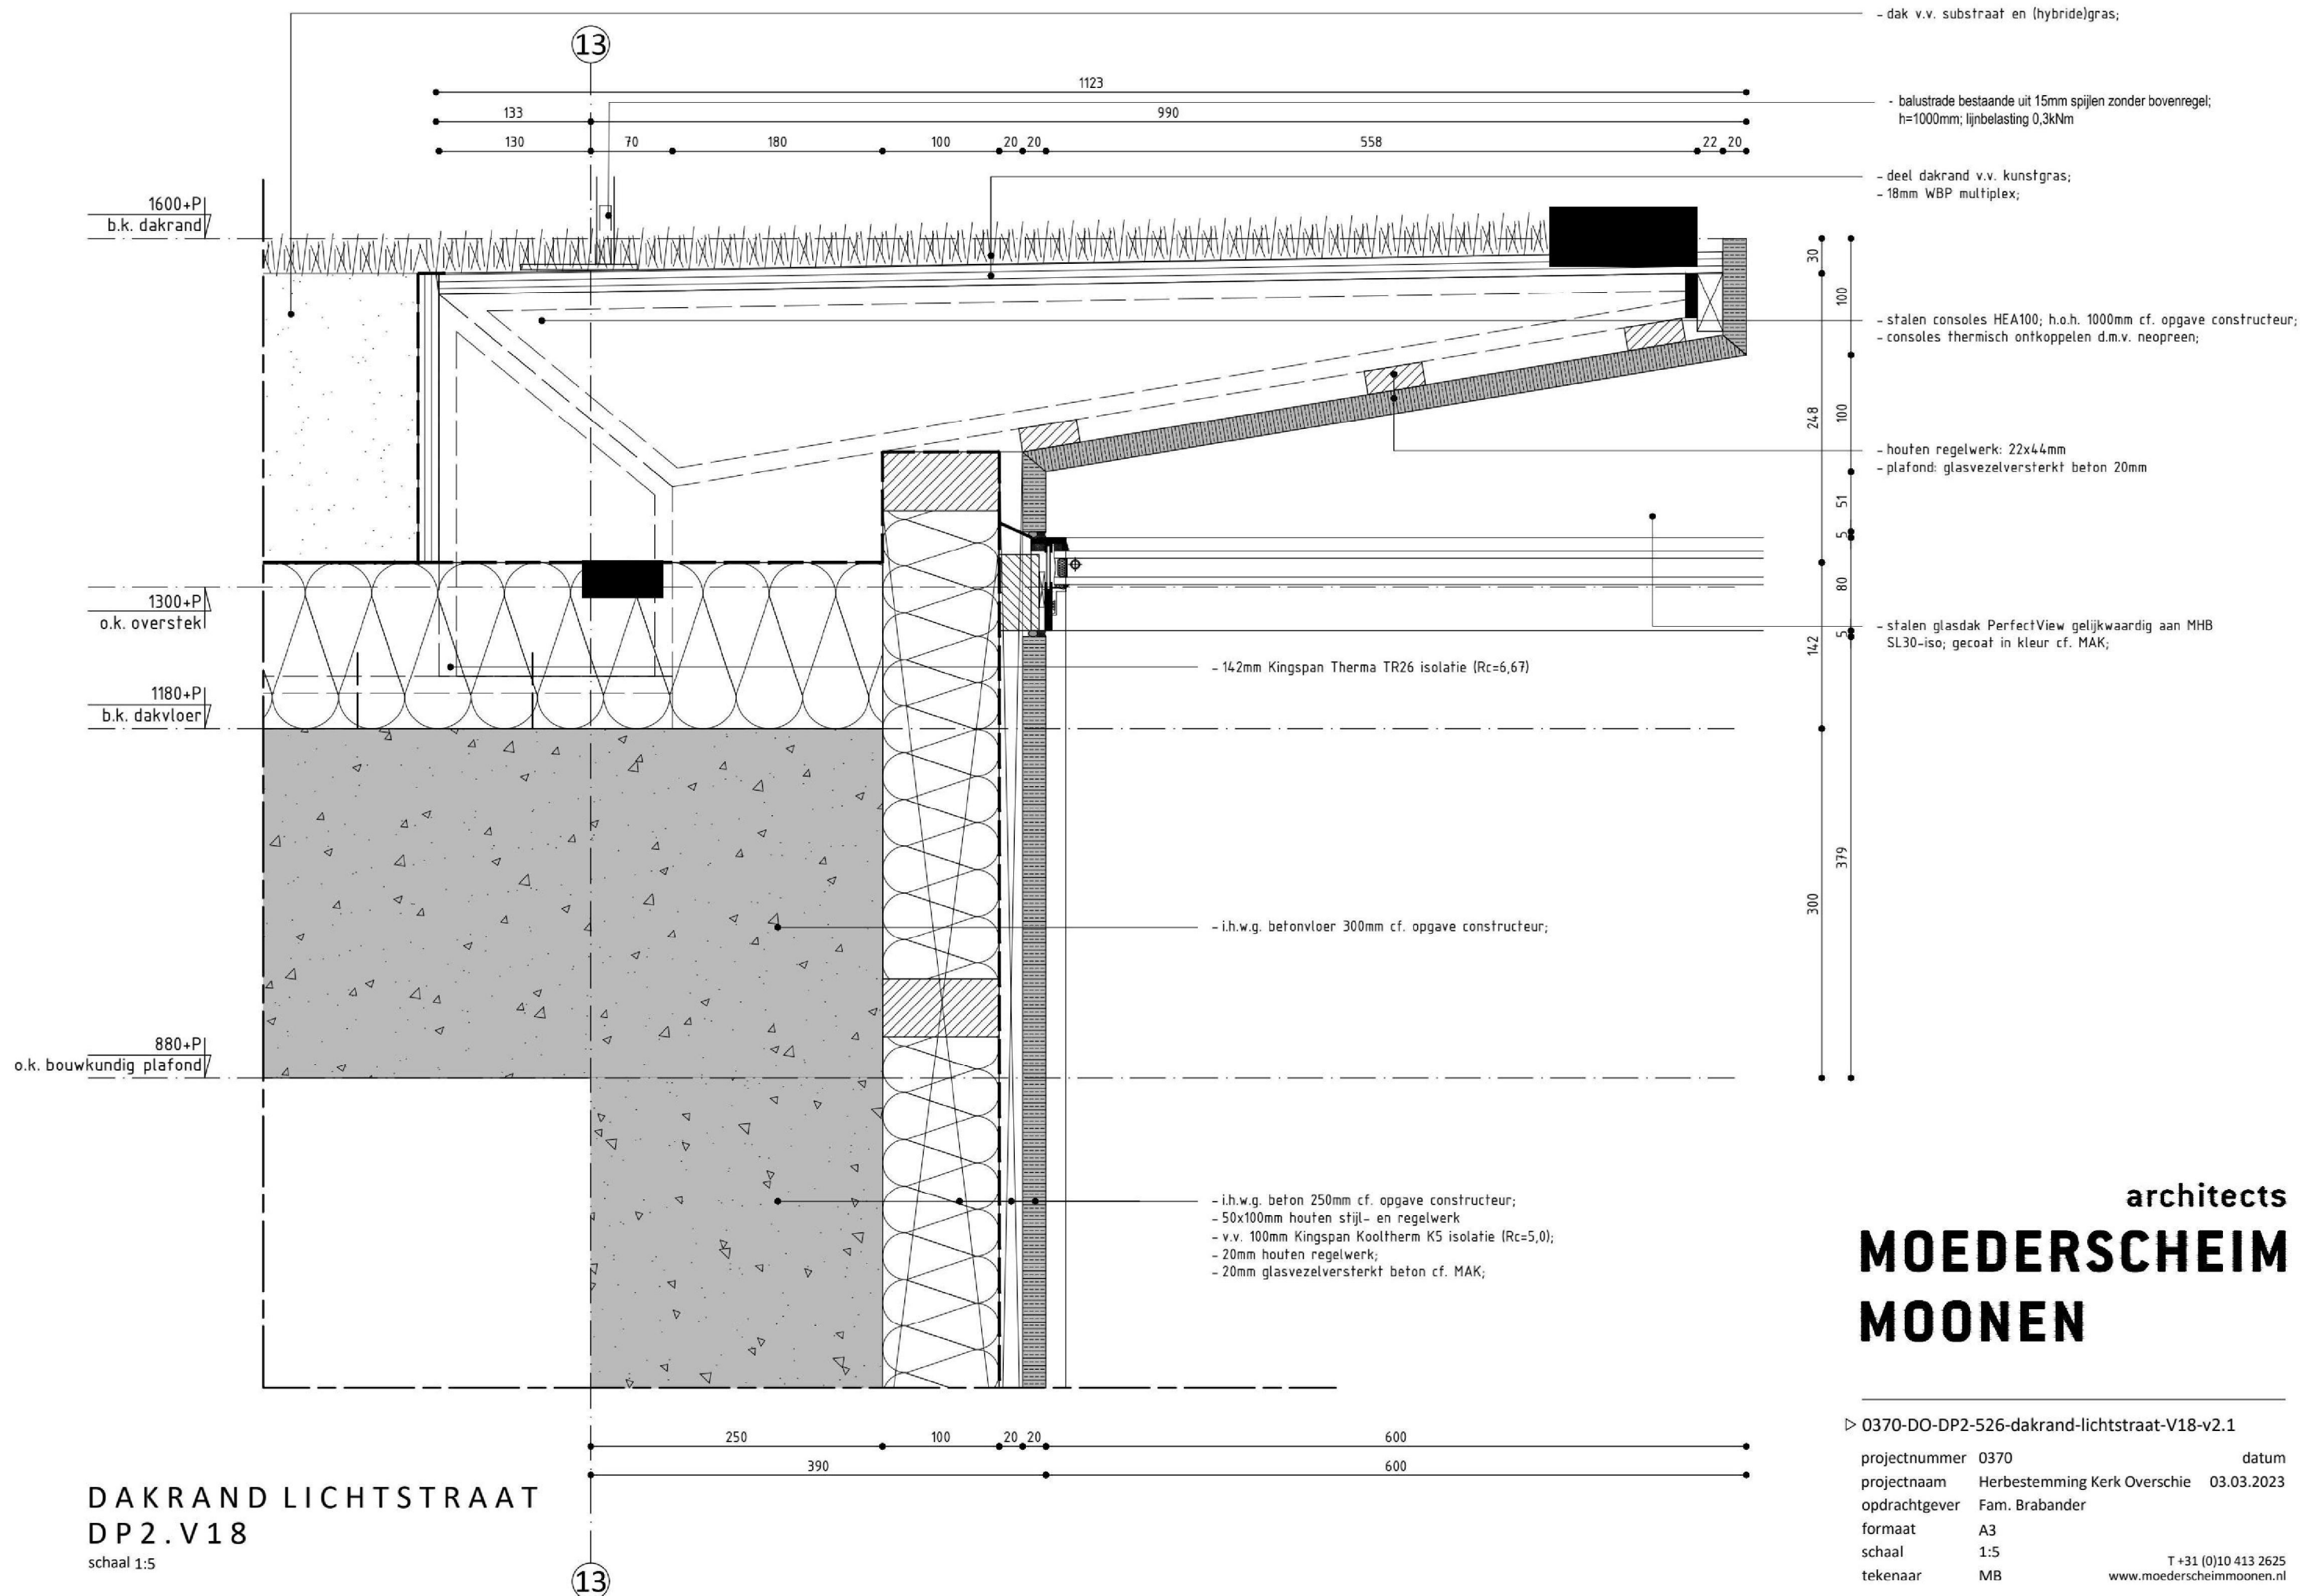 - dak v.v. substraat en (hybride)gras;
13
1123
- balustrade bestaande uit 15mm spijlen zonder bovenregel;
h=1000mm; lijnbelasting 0,3kNm
133
990
130
70
180
100
20
20
558
22
20
- deel dakrand v.v. kunstgras;
- 18mm WBP multiplex;
1600+P
b.k. dakrand
30
100
- stalen consoles HEA100; h.o.h. 1000mm cf. opgave constructeur;
- consoles thermisch ontkoppelen d.m.v. neopreen;
248
100
- houten regelwerk: 22x44mm
- plafond: glasvezelversterkt beton 20mm
51
5
80
5
1300+P
o.k. overstek
- stalen glasdak PerfectView gelijkwaardig aan MHB
SL30-iso; gecoat in kleur cf. MAK;
142
- 142mm Kingspan Therma TR26 isolatie (Rc=6,67)
1180+P
b.k. dakvloer
379
300
- i.h.w.g. betonvloer 300mm cf. opgave constructeur;
880+P
o.k. bouwkundig plafond
- i.h.w.g. beton 250mm cf. opgave constructeur;
- 50x100mm houten stijl- en regelwerk
- v.v. 100mm Kingspan Kooltherm K5 isolatie (Rc=5,0);
- 20mm houten regelwerk;
- 20mm glasvezelversterkt beton cf. MAK;
250
100
20
20
600
390
600
13
DAKRAND LICHTSTRAAT
DP2.V18
schaal 1:5
architects
MOEDERSCHEIM
MOONEN
0370-DO-DP2-526-dakrand-lichtstraat-V18-v2.1
projectnummer 0370 datum
projectnaam Herbestemming Kerk Overschie 03.03.2023
opdrachtgever Fam. Brabander
formaat A3
schaal 1:5 T +31 (0)10 413 2625
tekenaar MB www.moederscheimmoonen.nl